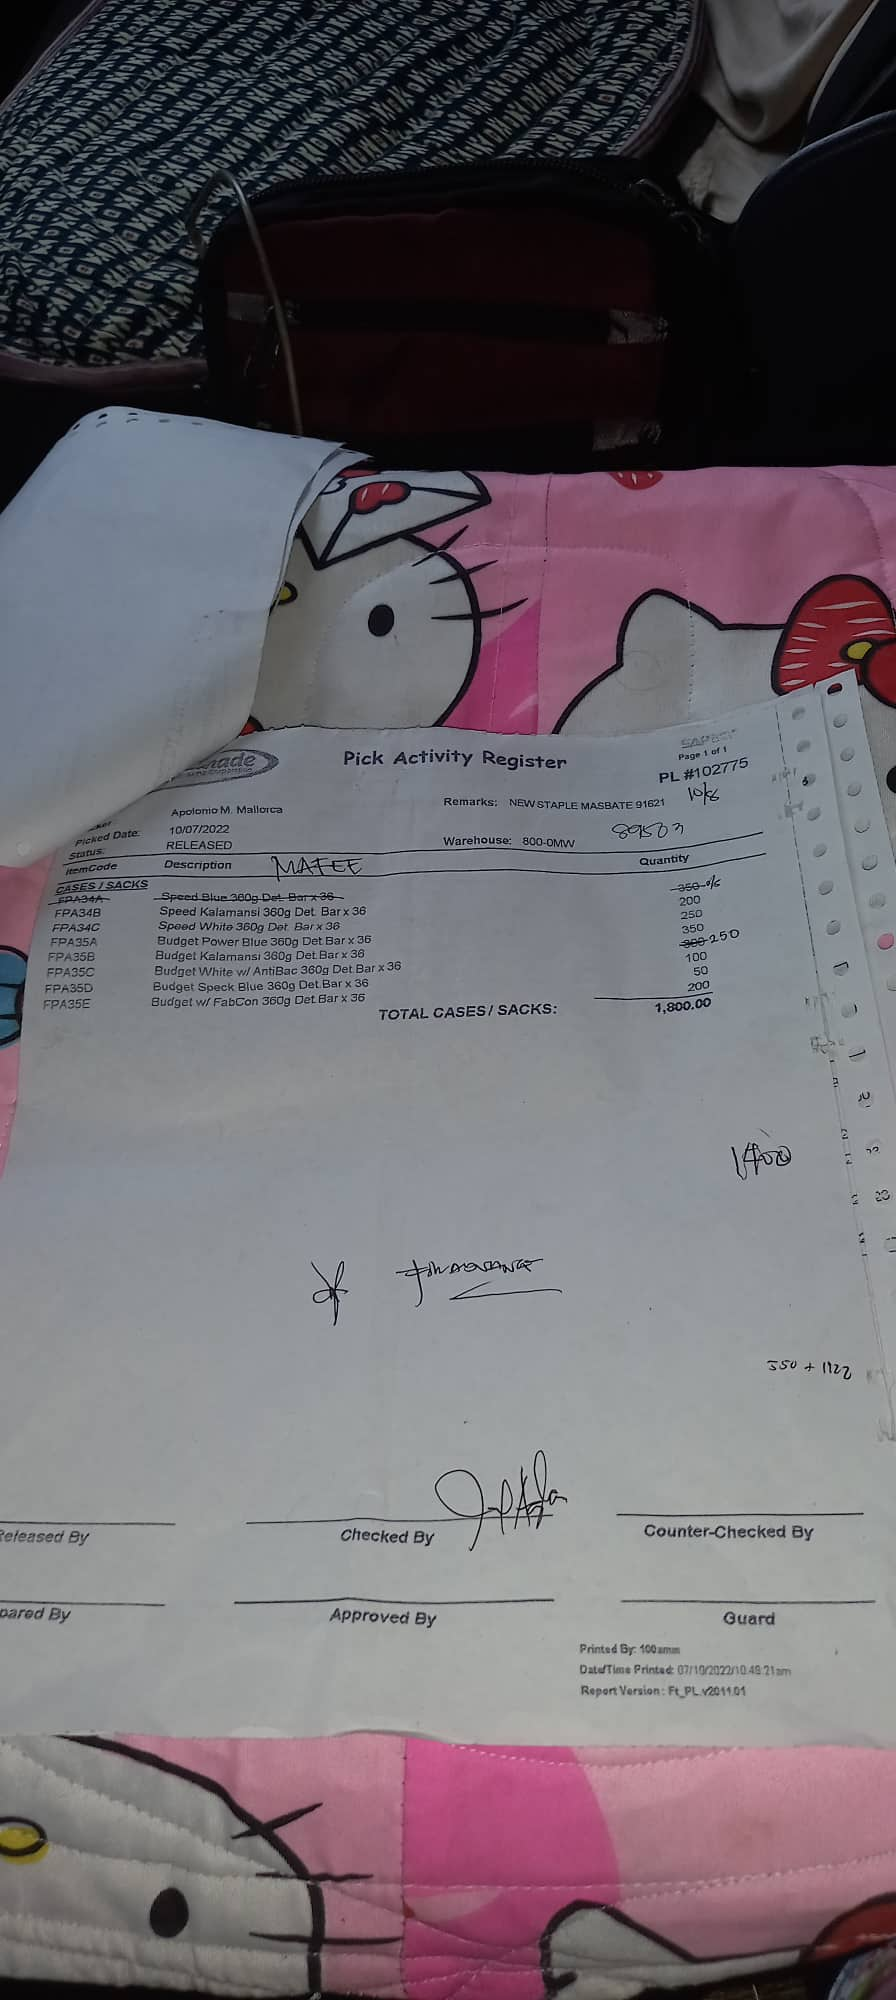 Pick Activity Register
Page 1 of 1
PL #102775
10/8
Apolonio M. Mallorca
Remarks: NEW STAPLE MASBATE 91621
Picked Date: 10/07/2022
89503
Status: RELEASED
Warehouse: 800-0MW
ItemCode Description MAFEE Quantity
CASES / SACKS
FPA34A Speed Blue 360g Det. Bar x 36 350 o/s
FPA34B Speed Kalamansi 360g Det. Bar x 36 200
FPA34C Speed White 360g Det. Bar x 36 250
FPA35A Budget Power Blue 360g Det.Bar x 36 350
FPA35B Budget Kalamansi 360g Det.Bar x 36 300 250
FPA35C Budget White w/ AntiBac 360g Det.Bar x 36 100
FPA35D Budget Speck Blue 360g Det.Bar x 36 50
FPA35E Budget w/ FabCon 360g Det.Bar x 36 200
TOTAL CASES / SACKS: 1,800.00
1400
350 + 1122
Released By Checked By Counter-Checked By
pared By Approved By Guard
Printed By: 100amm
Date/Time Printed: 07/10/2022/10:48:21am
Report Version : Ft_PL.v2011.01